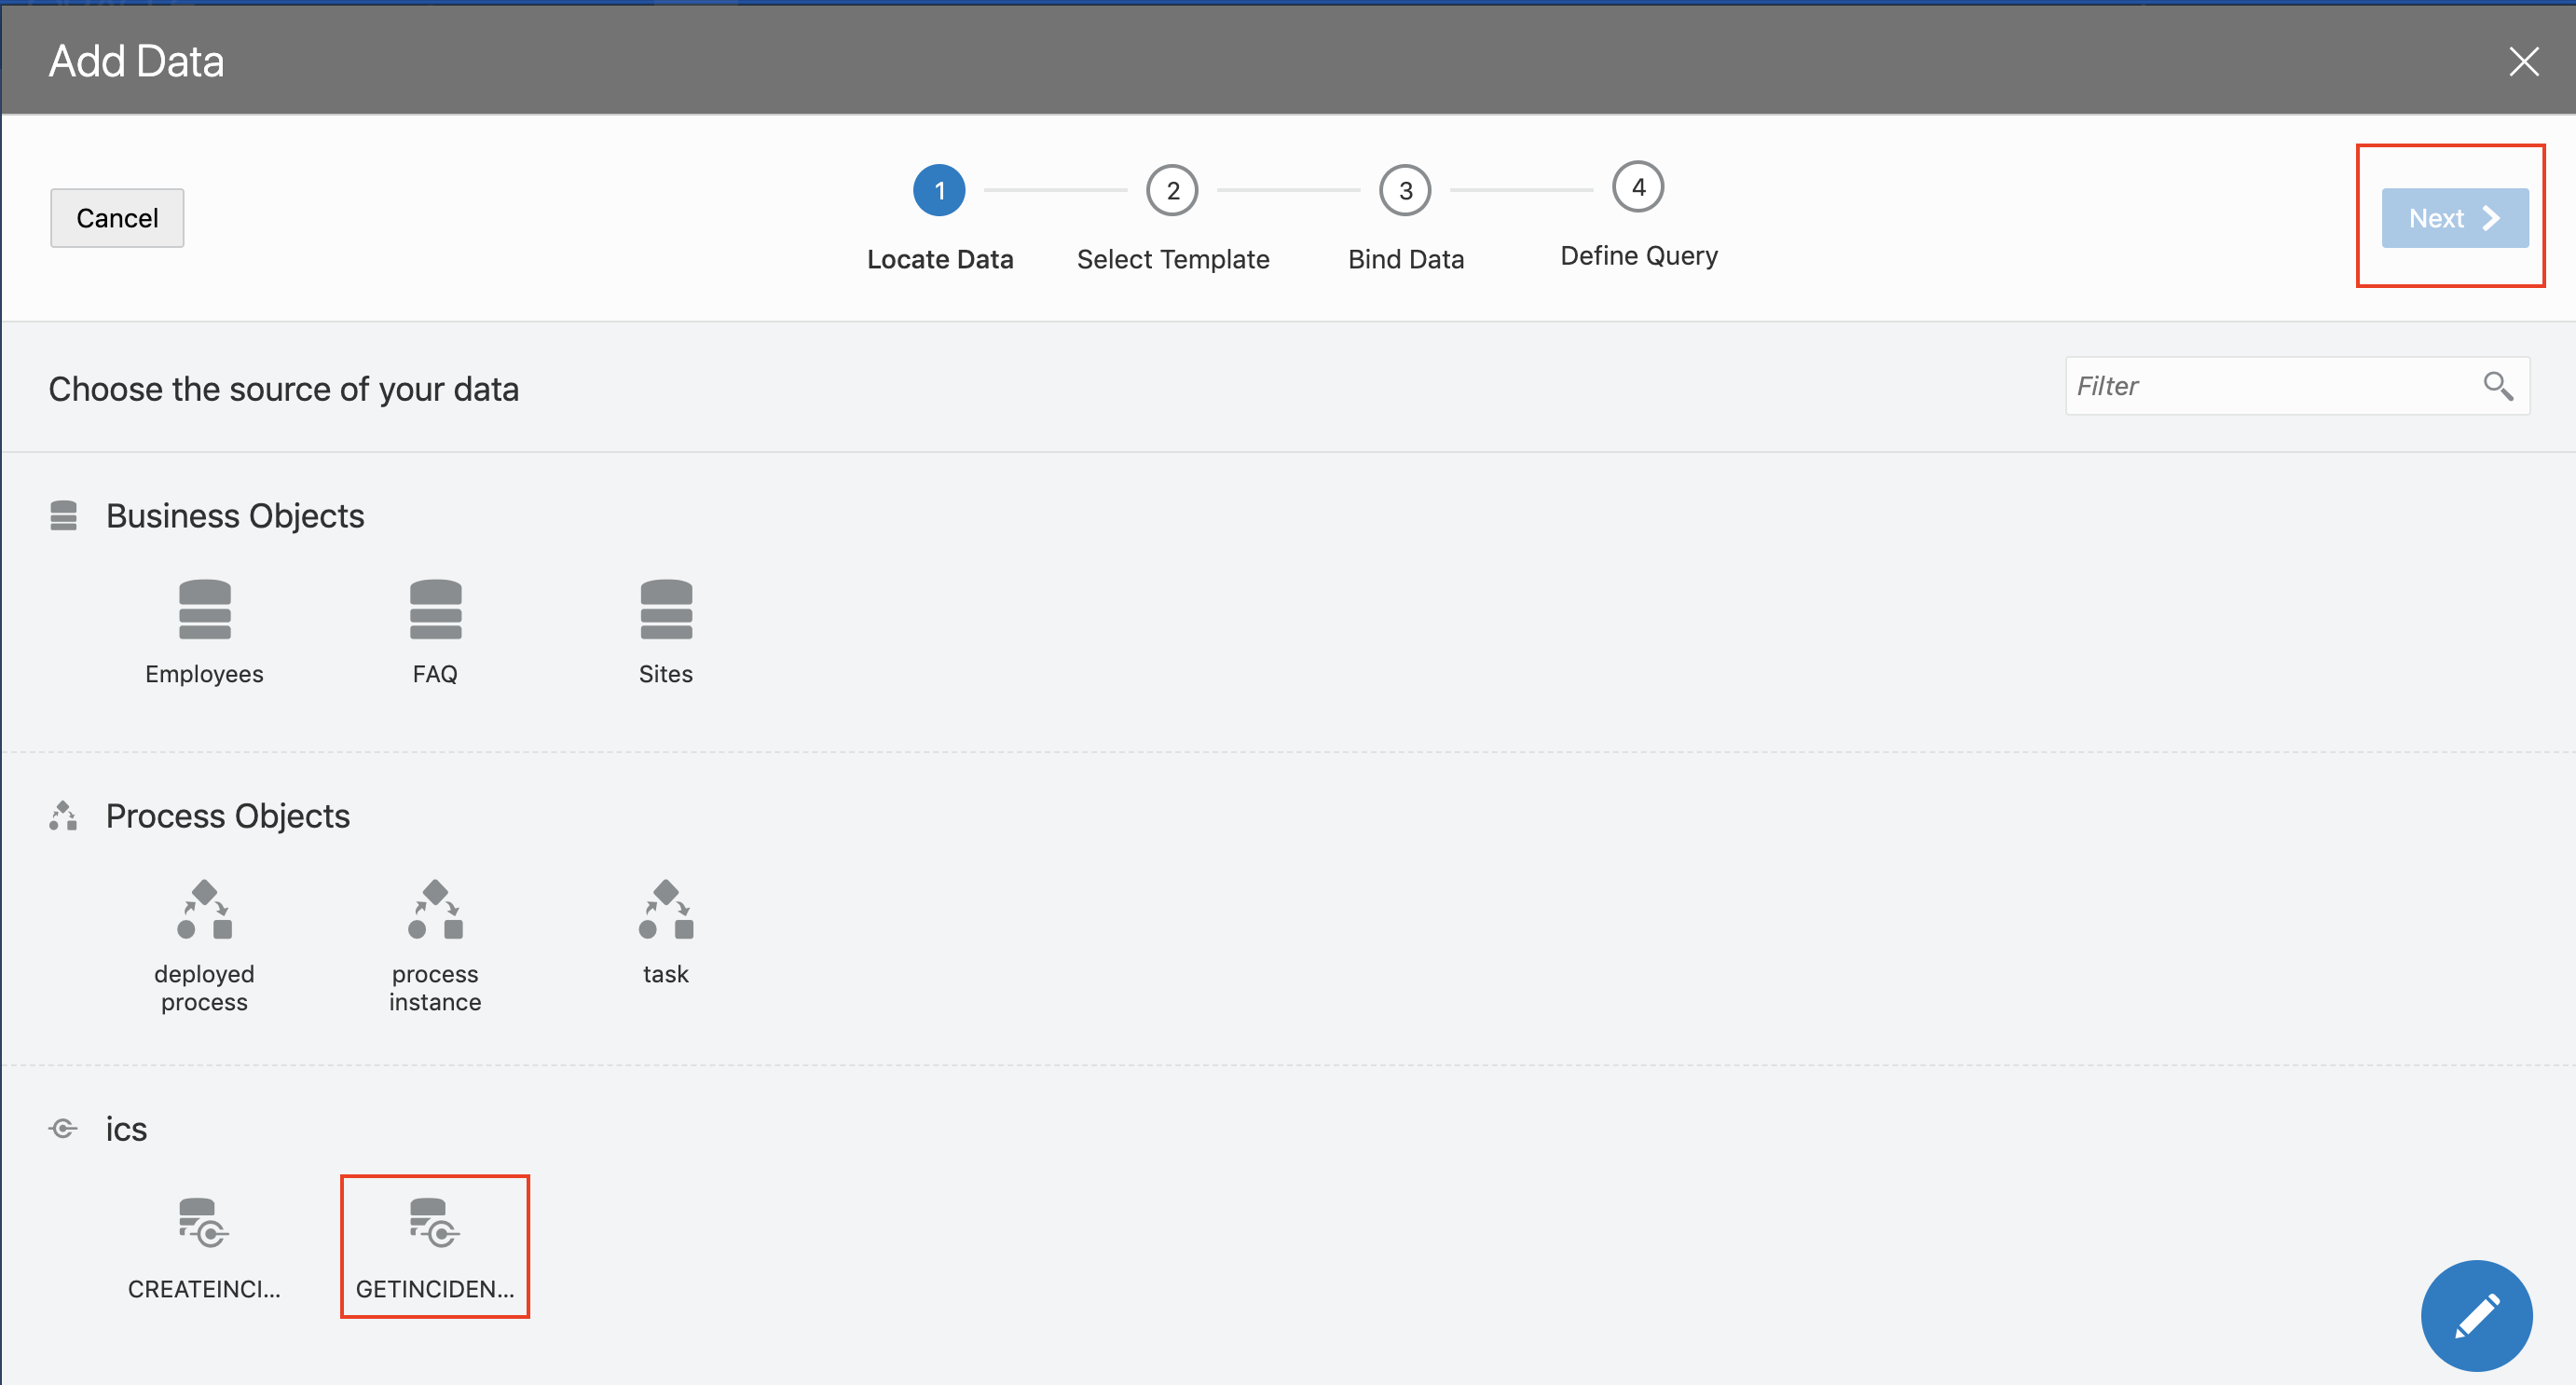 Add Data
Cancel
1
2
3
4
Locate Data
Select Template
Bind Data
Define Query
Next
Choose the source of your data
Filter
Business Objects
Employees
FAQ
Sites
Process Objects
deployed
process
process
instance
task
ics
CREATEINCI...
GETINCIDEN...